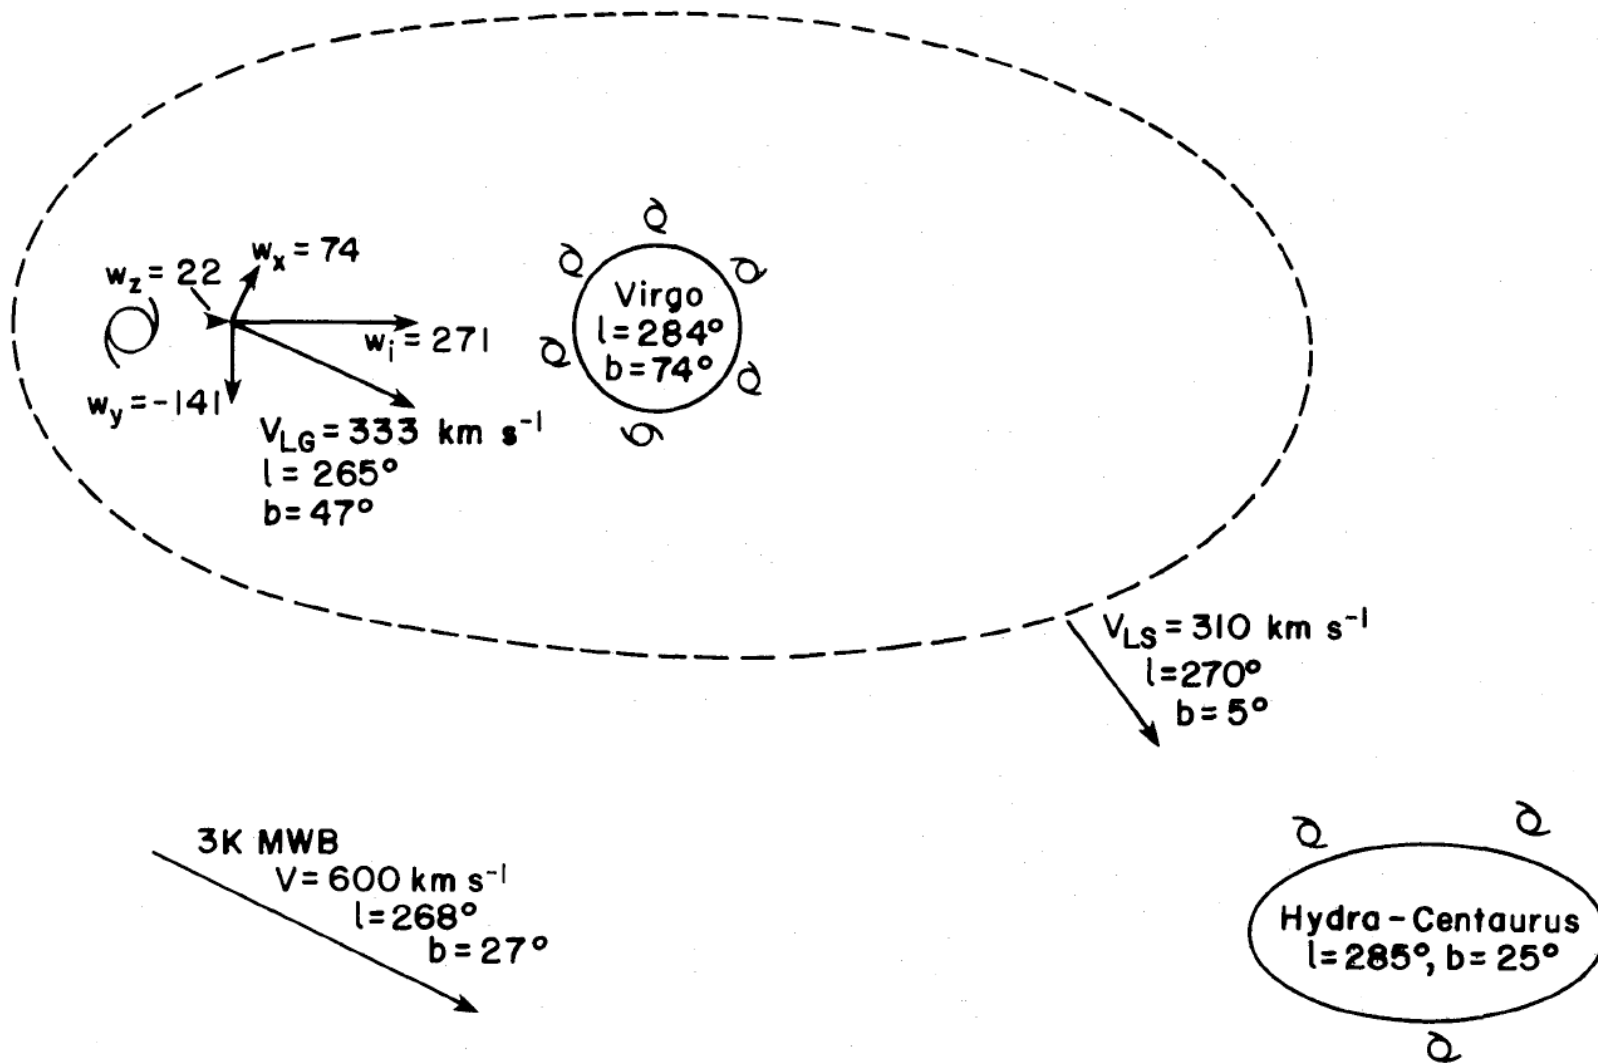 w_x = 74
w_z = 22
w_i = 271
w_y = -141
V_LG = 333 km s⁻¹
l = 265°
b = 47°
Virgo
l = 284°
b = 74°
V_LS = 310 km s⁻¹
l = 270°
b = 5°
3K MWB
V = 600 km s⁻¹
l = 268°
b = 27°
Hydra - Centaurus
l = 285°, b = 25°